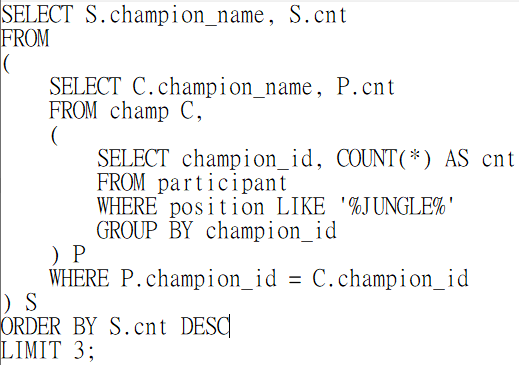 SELECT S.champion_name, S.cnt
FROM
(
    SELECT C.champion_name, P.cnt
    FROM champ C,
    (
        SELECT champion_id, COUNT(*) AS cnt
        FROM participant
        WHERE position LIKE '%JUNGLE%'
        GROUP BY champion_id
    ) P
    WHERE P.champion_id = C.champion_id
) S
ORDER BY S.cnt DESC
LIMIT 3;